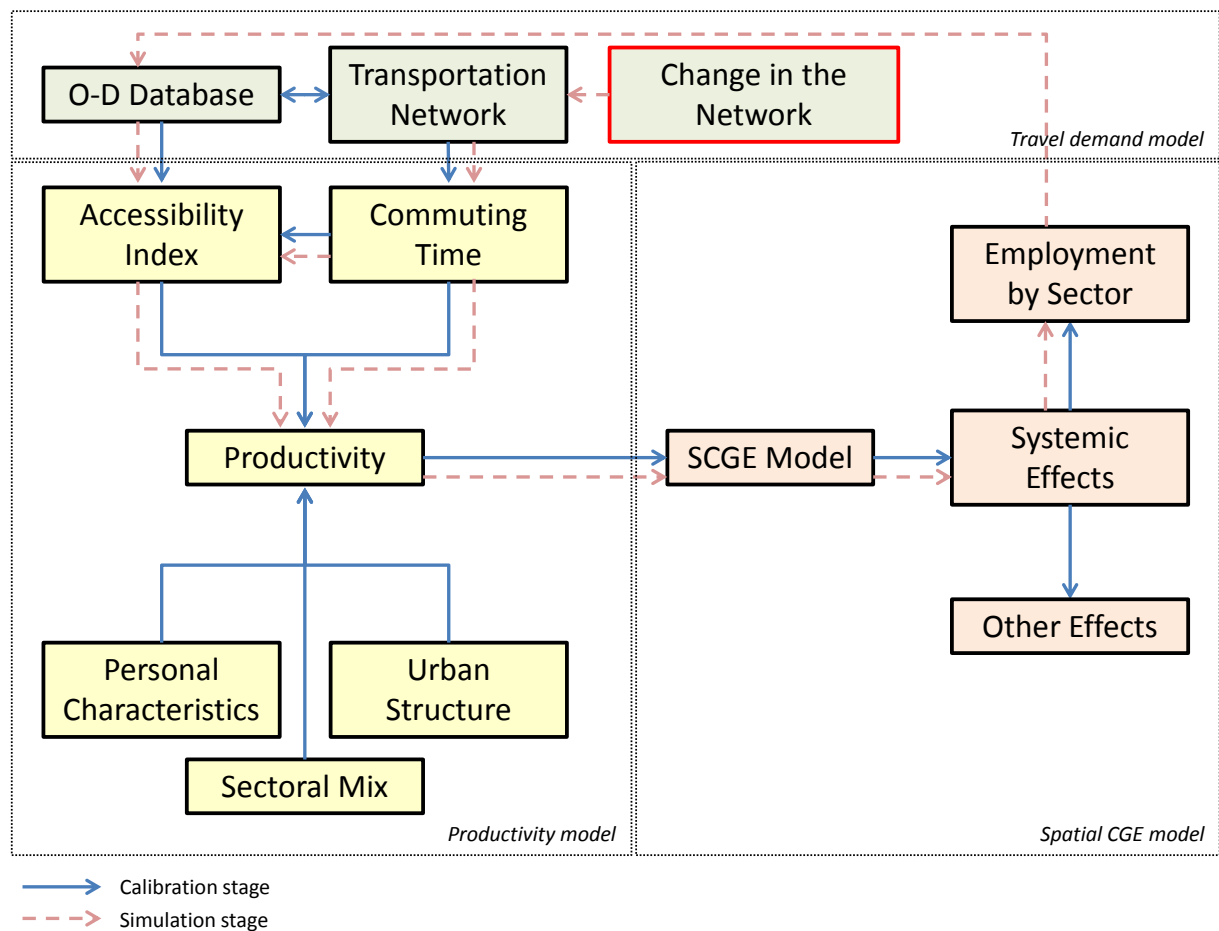 O-D Database
Transportation
Network
Change in the
Network
Travel demand model
Accessibility
Index
Commuting
Time
Employment
by Sector
Productivity
SCGE Model
Systemic
Effects
Other Effects
Personal
Characteristics
Urban
Structure
Sectoral Mix
Productivity model
Spatial CGE model
Calibration stage
Simulation stage